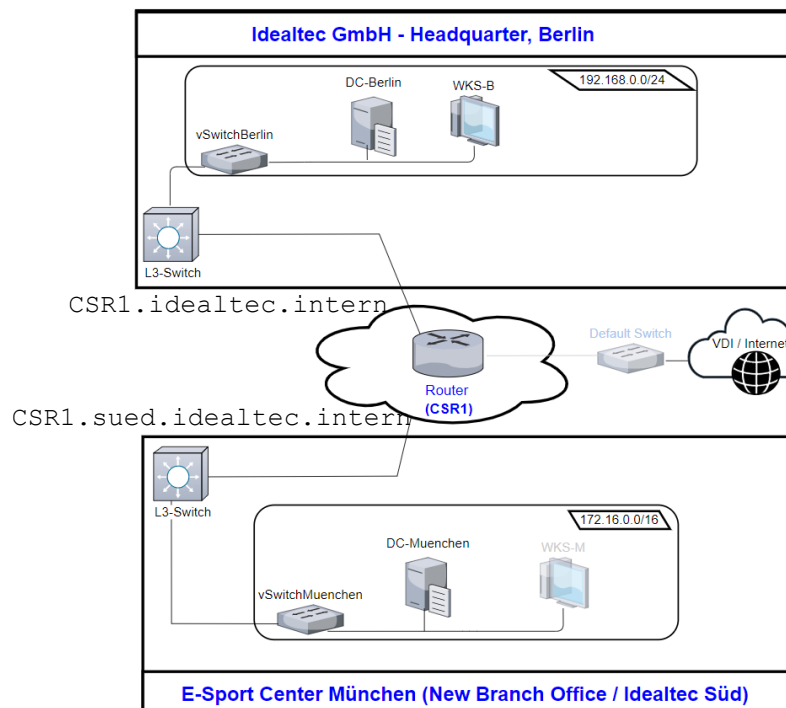 Idealtec GmbH - Headquarter, Berlin
192.168.0.0/24
DC-Berlin
WKS-B
vSwitchBerlin
L3-Switch
CSR1.idealtec.intern
Default Switch
VDI / Internet
Router
(CSR1)
CSR1.sued.idealtec.intern
L3-Switch
172.16.0.0/16
DC-Muenchen
WKS-M
vSwitchMuenchen
E-Sport Center München (New Branch Office / Idealtec Süd)